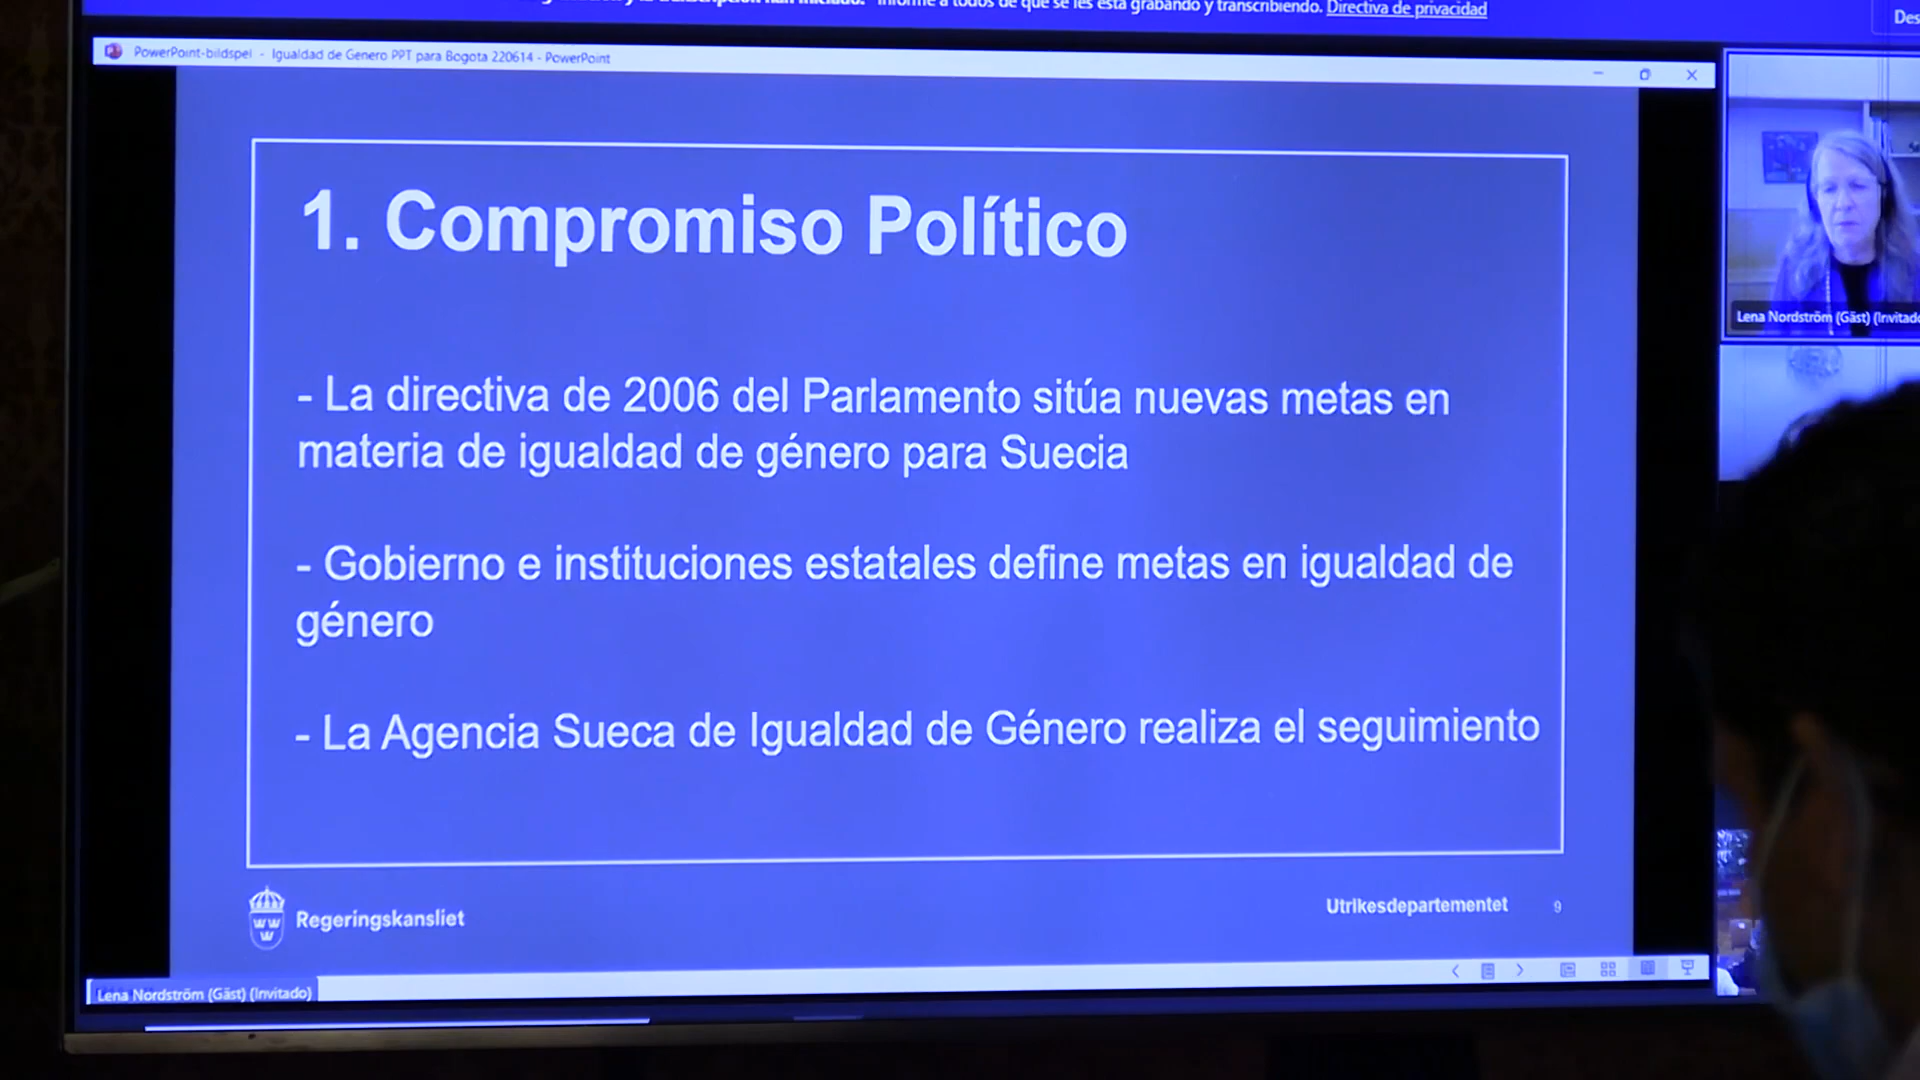 Informe a todos de que se les está grabando y transcribiendo. Directiva de privacidad
Des
PowerPoint-bildspel - Igualdad de Genero PPT para Bogota 220614 - PowerPoint
1. Compromiso Político
- La directiva de 2006 del Parlamento sitúa nuevas metas en
materia de igualdad de género para Suecia
- Gobierno e instituciones estatales define metas en igualdad de
género
- La Agencia Sueca de Igualdad de Género realiza el seguimiento
Regeringskansliet
Utrikesdepartementet 9
Lena Nordström (Gäst) (Invitado)
Lena Nordström (Gäst) (Invitado